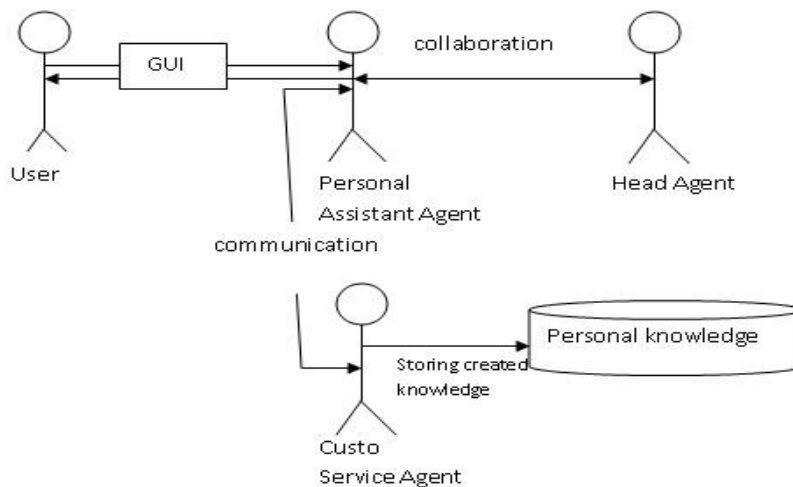 collaboration
GUI
User
Personal
Assistant Agent
Head Agent
communication
Personal knowledge
Storing created
knowledge
Custo
Service Agent